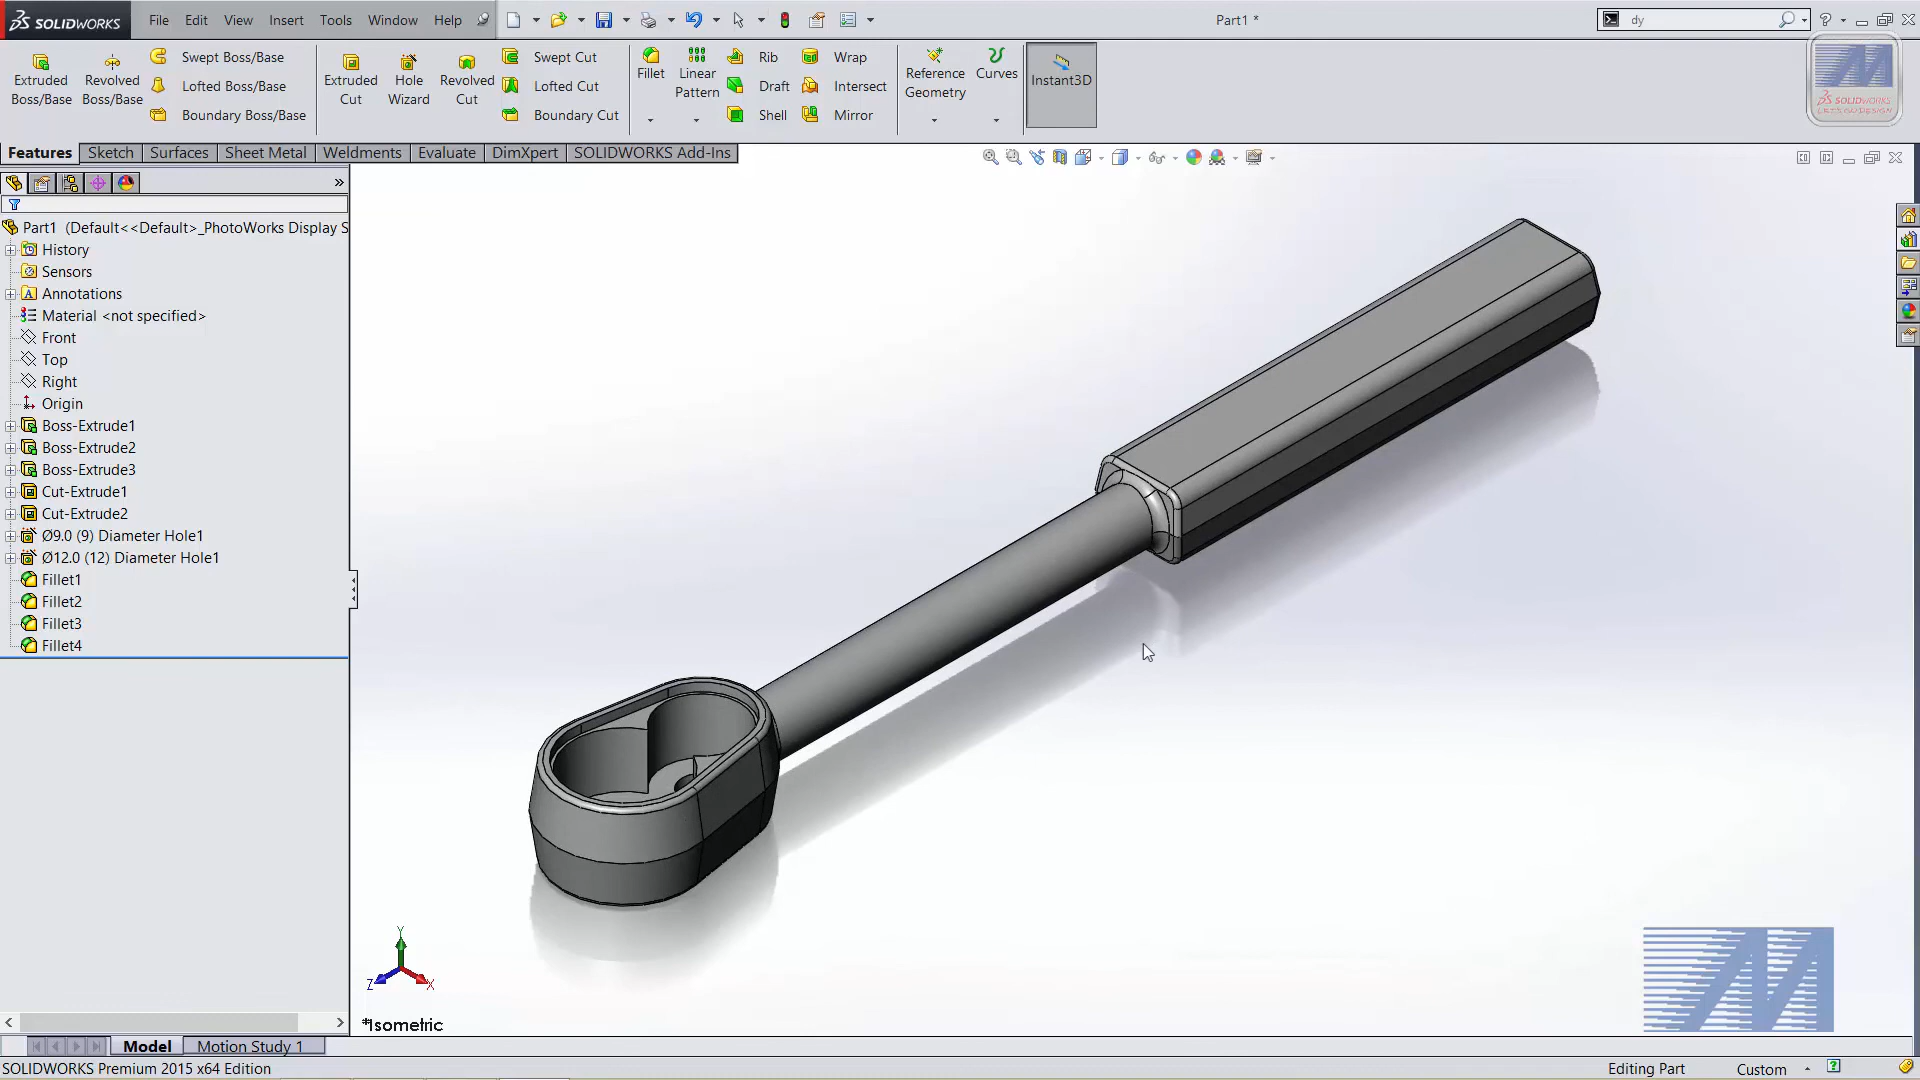 SOLIDWORKS File Edit View Insert Tools Window Help Part1 * dy
Extruded Boss/Base
Revolved Boss/Base
Swept Boss/Base
Lofted Boss/Base
Boundary Boss/Base
Extruded Cut
Hole Wizard
Revolved Cut
Swept Cut
Lofted Cut
Boundary Cut
Fillet
Linear Pattern
Rib
Draft
Shell
Wrap
Intersect
Mirror
Reference Geometry
Curves
Instant3D
SOLIDWORKS
Features Sketch Surfaces Sheet Metal Weldments Evaluate DimXpert SOLIDWORKS Add-Ins
Part1 (Default<<Default>_PhotoWorks Display S
History
Sensors
Annotations
Material <not specified>
Front
Top
Right
Origin
Boss-Extrude1
Boss-Extrude2
Boss-Extrude3
Cut-Extrude1
Cut-Extrude2
Ø9.0 (9) Diameter Hole1
Ø12.0 (12) Diameter Hole1
Fillet1
Fillet2
Fillet3
Fillet4
Y
Z X
*Isometric
Model Motion Study 1
SOLIDWORKS Premium 2015 x64 Edition Editing Part Custom